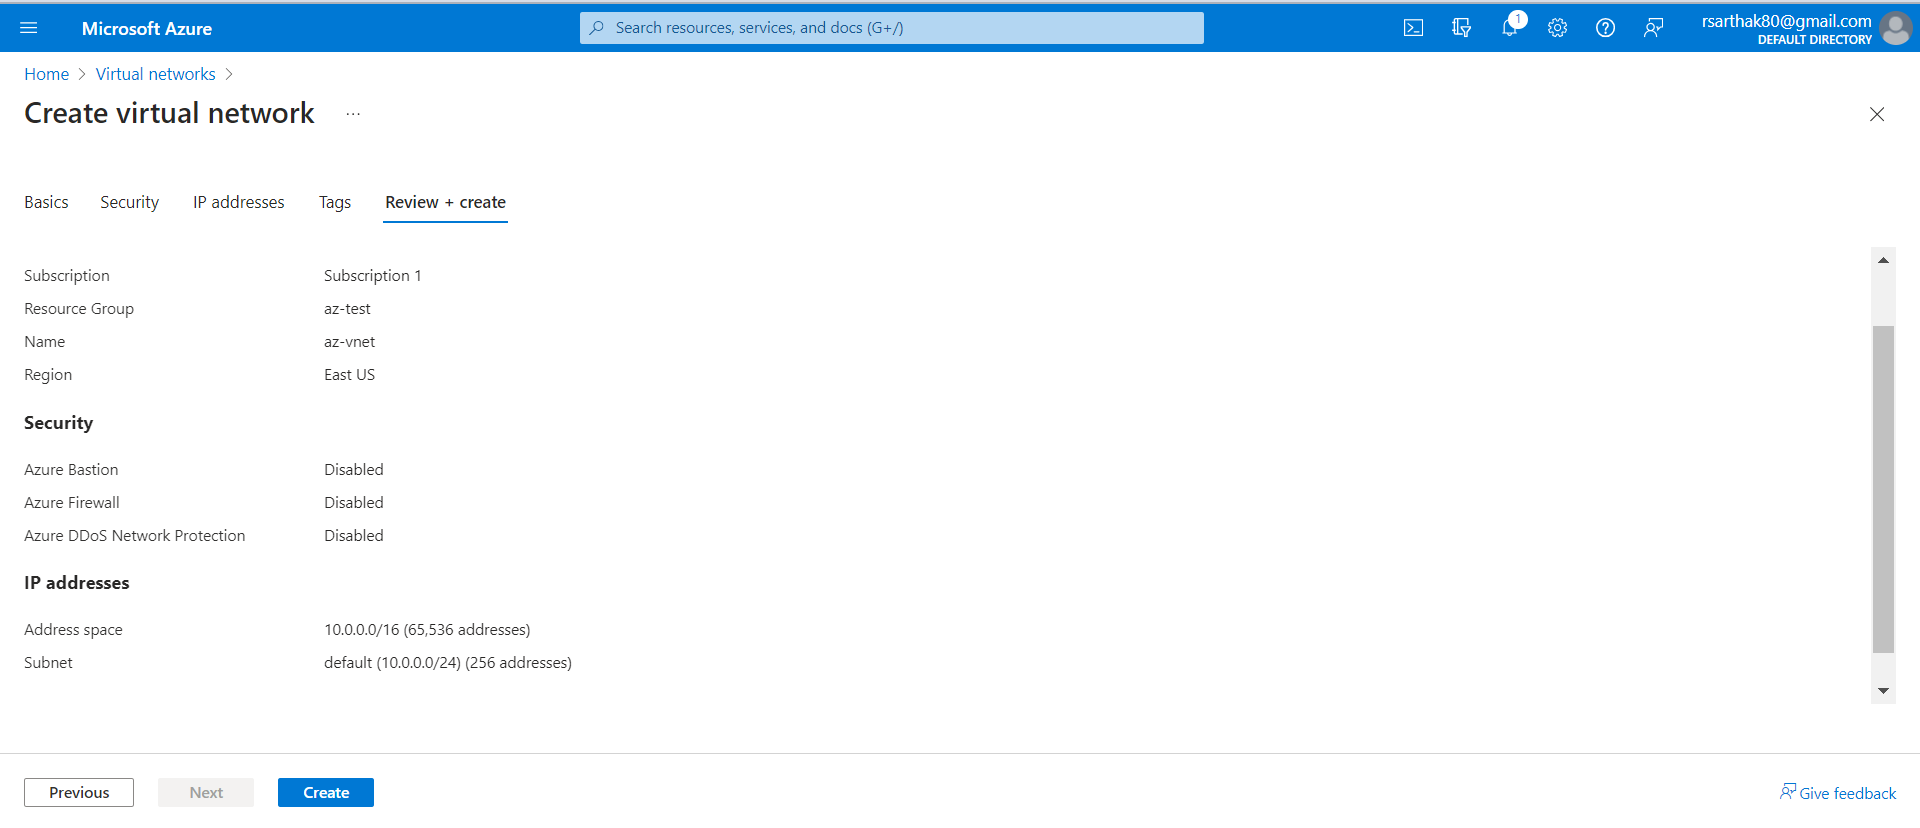 Microsoft Azure
Search resources, services, and docs (G+/)
1
rsarthak80@gmail.com
DEFAULT DIRECTORY
Home > Virtual networks >
Create virtual network ...
Basics Security IP addresses Tags Review + create
Subscription Subscription 1
Resource Group az-test
Name az-vnet
Region East US
Security
Azure Bastion Disabled
Azure Firewall Disabled
Azure DDoS Network Protection Disabled
IP addresses
Address space 10.0.0.0/16 (65,536 addresses)
Subnet default (10.0.0.0/24) (256 addresses)
Previous Next Create Give feedback